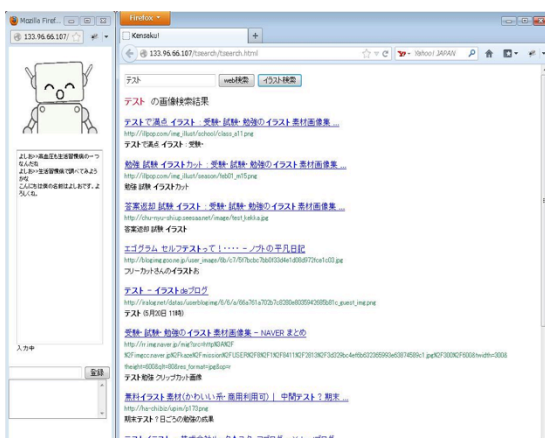 Mozilla Firef...
133.96.66.107/
よしお>>高血圧も生活習慣病の一つ
なんだね
よしお>>生活習慣病で調べてみよう
かな
こんにちは僕の名前はよしおです。よ
ろしくね。
入力中
登録
Firefox
Kensaku!
133.96.66.107/tsearch/tsearch.html
Yahoo! JAPAN
テスト
web検索
イラスト検索
テスト の画像検索結果
テストで満点 イラスト : 受験・試験・勉強のイラスト素材画像集 ...
http://illpop.com/img_illust/school/class_a11.png
テストで満点 イラスト : 受験・
勉強 試験 イラストカット : 受験・試験・勉強のイラスト素材画像集 ...
http://illpop.com/img_illust/season/feb01_m15.png
勉強 試験 イラストカット
答案返却 試験 イラスト : 受験・試験・勉強のイラスト素材画像集 ...
答案返却 試験 イラスト
エゴグラム セルフテストって！・・・・ - ノブトの平凡日記
フリーカットさんのイラストお
テスト - イラストdeブログ
テスト (5月20日 11時)
受験・試験・勉強のイラスト素材画像集 - NAVER まとめ
テスト勉強 クリップカット画像
無料イラスト素材(かわいい系・商用利用可) | 中間テスト？期末 ...
http://ha-chi.biz/upim/p173.png
期末テスト？日ごろの勉強の成果